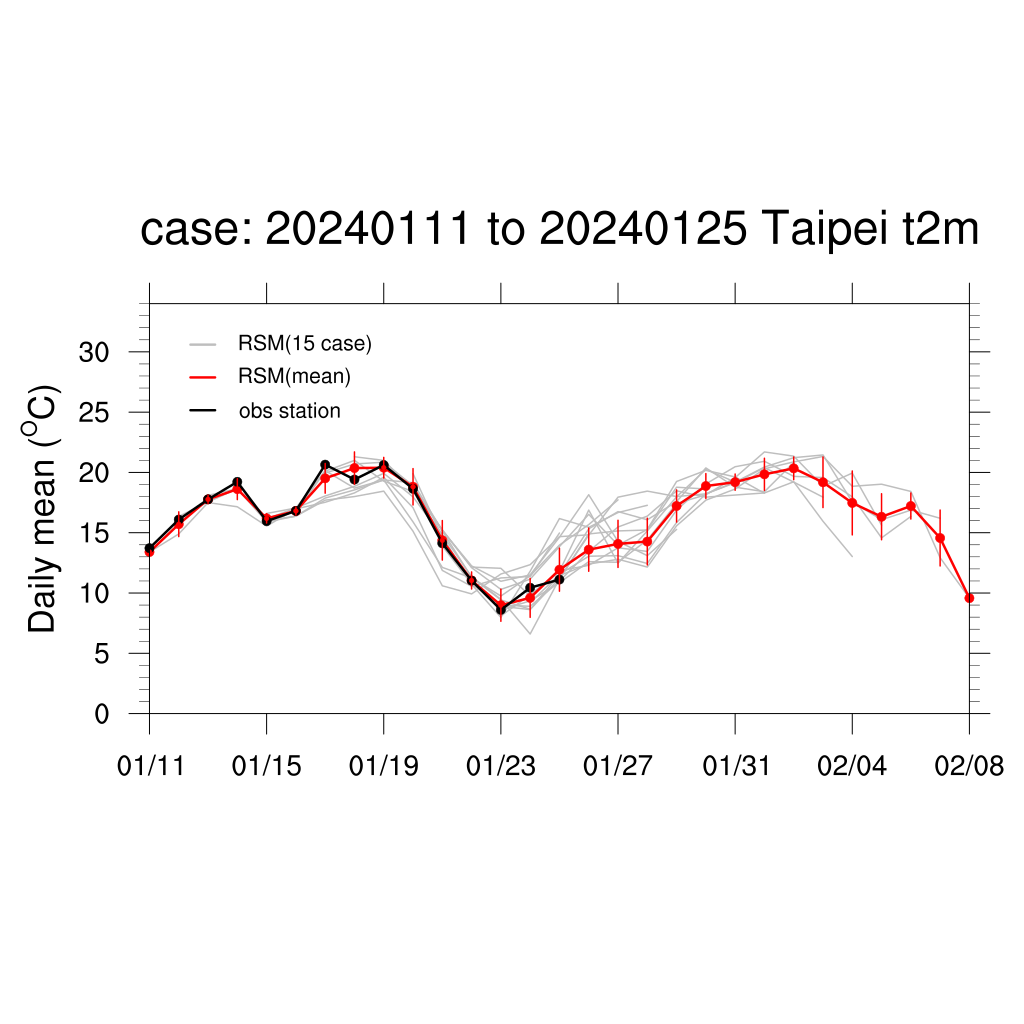 case: 20240111 to 20240125 Taipei t2m
RSM(15 case)
RSM(mean)
obs station
Daily mean (°C)
30
25
20
15
10
5
0
01/11 01/15 01/19 01/23 01/27 01/31 02/04 02/08